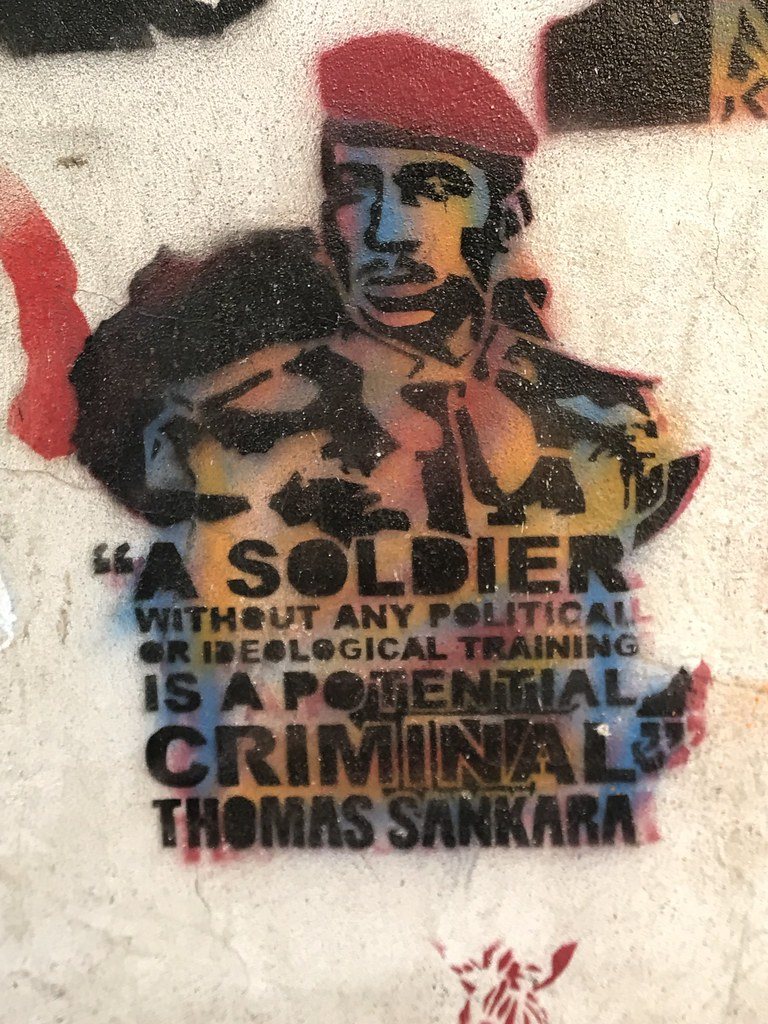 “A SOLDIER
WITHOUT ANY POLITICAL
OR IDEOLOGICAL TRAINING
IS A POTENTIAL
CRIMINAL”
THOMAS SANKARA